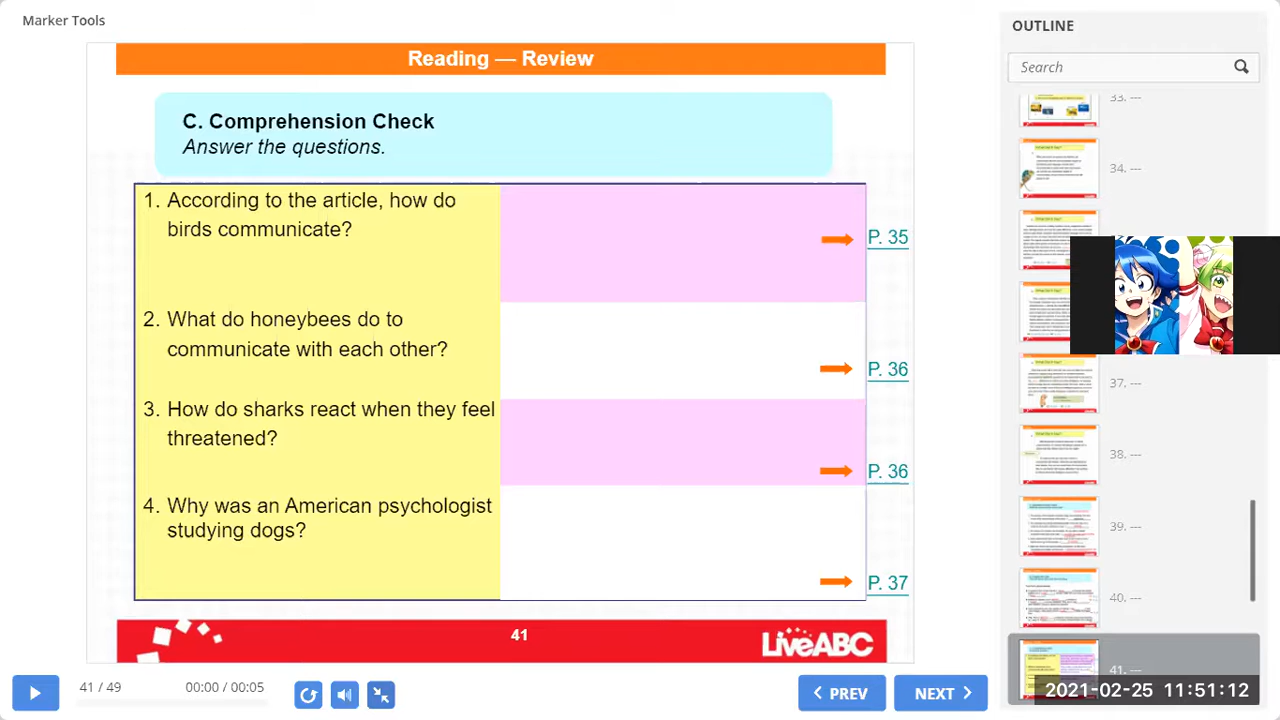 Marker Tools
OUTLINE
Search
Reading — Review
C. Comprehension Check
Answer the questions.
1. According to the article, how do
birds communicate?
P. 35
2. What do honeybees do to
communicate with each other?
P. 36
3. How do sharks react when they feel
threatened?
P. 36
4. Why was an American psychologist
studying dogs?
P. 37
41
LiveABC
33. ---
34. ---
37. ---
38. ---
39. ---
40. ---
41. ---
2021-02-25 11:51:12
41 / 49
00:00 / 00:05
PREV
NEXT